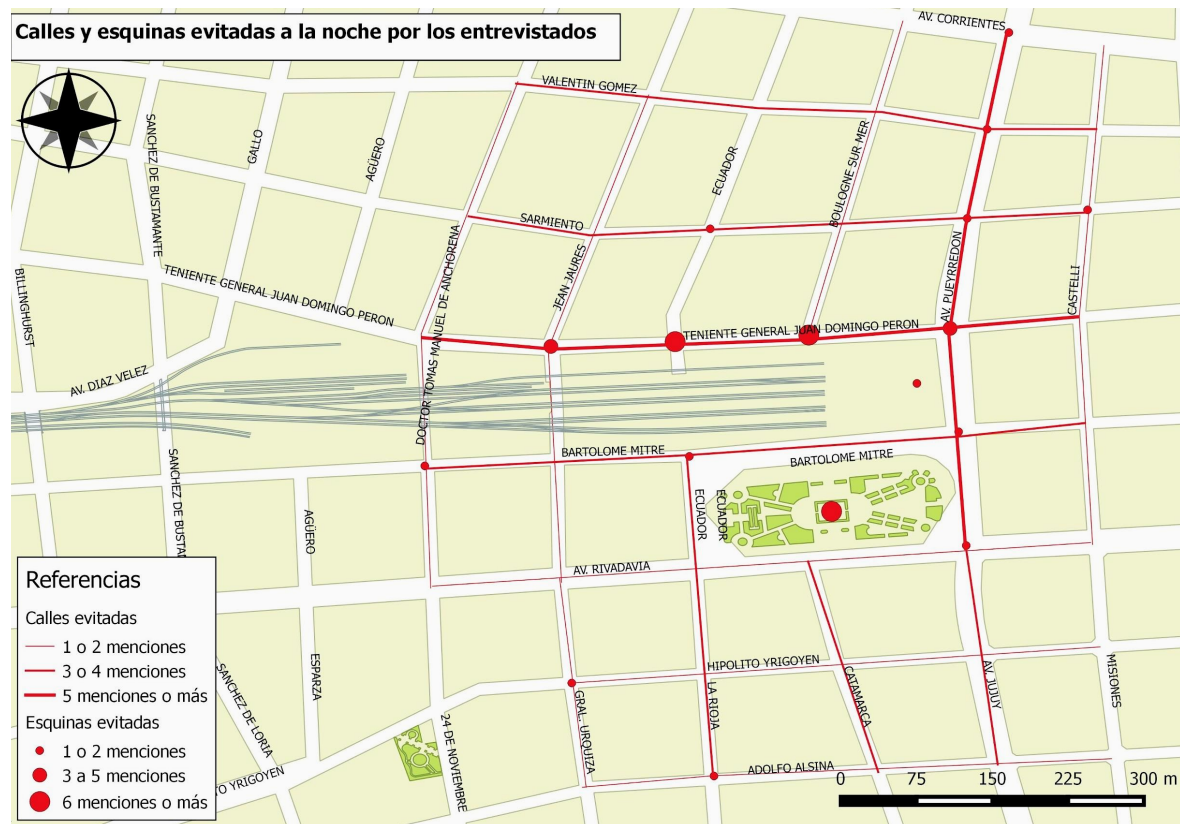 Calles y esquinas evitadas a la noche por los entrevistados
AV. CORRIENTES
VALENTIN GOMEZ
SANCHEZ DE BUSTAMANTE
GALLO
AGÜERO
ECUADOR
BOULOGNE SUR MER
SARMIENTO
DOCTOR TOMAS MANUEL DE ANCHORENA
JEAN JAURES
AV. PUEYRREDON
CASTELLI
BILLINGHURST
TENIENTE GENERAL JUAN DOMINGO PERON
TENIENTE GENERAL JUAN DOMINGO PERON
AV. DIAZ VELEZ
BARTOLOME MITRE
BARTOLOME MITRE
SANCHEZ DE BUSTAN
AGÜERO
ECUADOR
ECUADOR
AV. RIVADAVIA
HIPOLITO YRIGOYEN
ESPARZA
SANCHEZ DE LORIA
TO YRIGOYEN
24 DE NOVIEMBRE
GRAL. URQUIZA
LA RIOJA
CATAMARCA
AV. JUJUY
MISIONES
ADOLFO ALSINA
Referencias
Calles evitadas
1 o 2 menciones
3 o 4 menciones
5 menciones o más
Esquinas evitadas
1 o 2 menciones
3 a 5 menciones
6 menciones o más
0 75 150 225 300 m